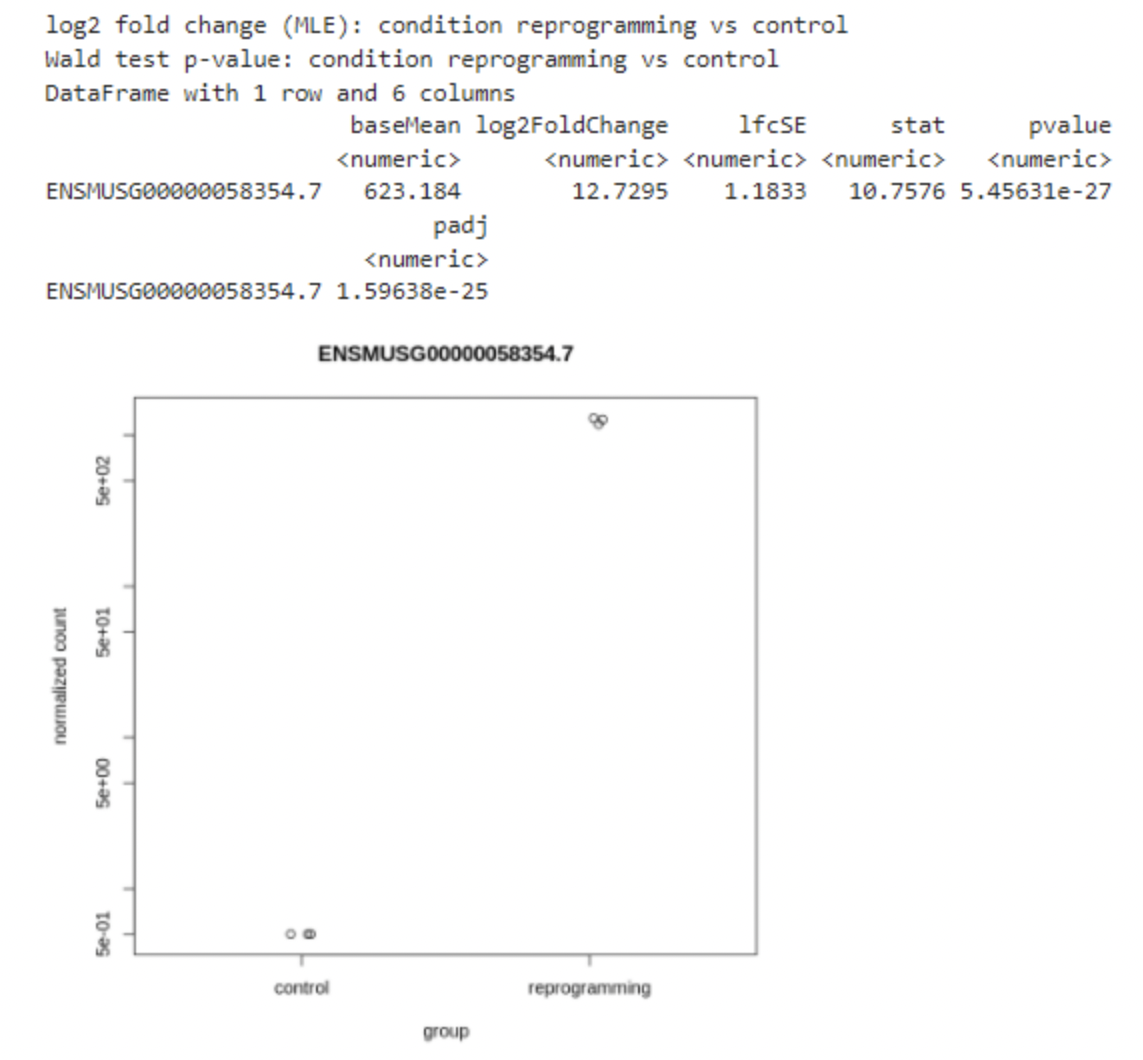 log2 fold change (MLE): condition reprogramming vs control
Wald test p-value: condition reprogramming vs control
DataFrame with 1 row and 6 columns
baseMean log2FoldChange lfcSE stat pvalue
<numeric> <numeric> <numeric> <numeric> <numeric>
ENSMUSG00000058354.7 623.184 12.7295 1.1833 10.7576 5.45631e-27
padj
<numeric>
ENSMUSG00000058354.7 1.59638e-25
ENSMUSG00000058354.7
5e+02
5e+01
5e+00
5e-01
normalized count
control reprogramming
group